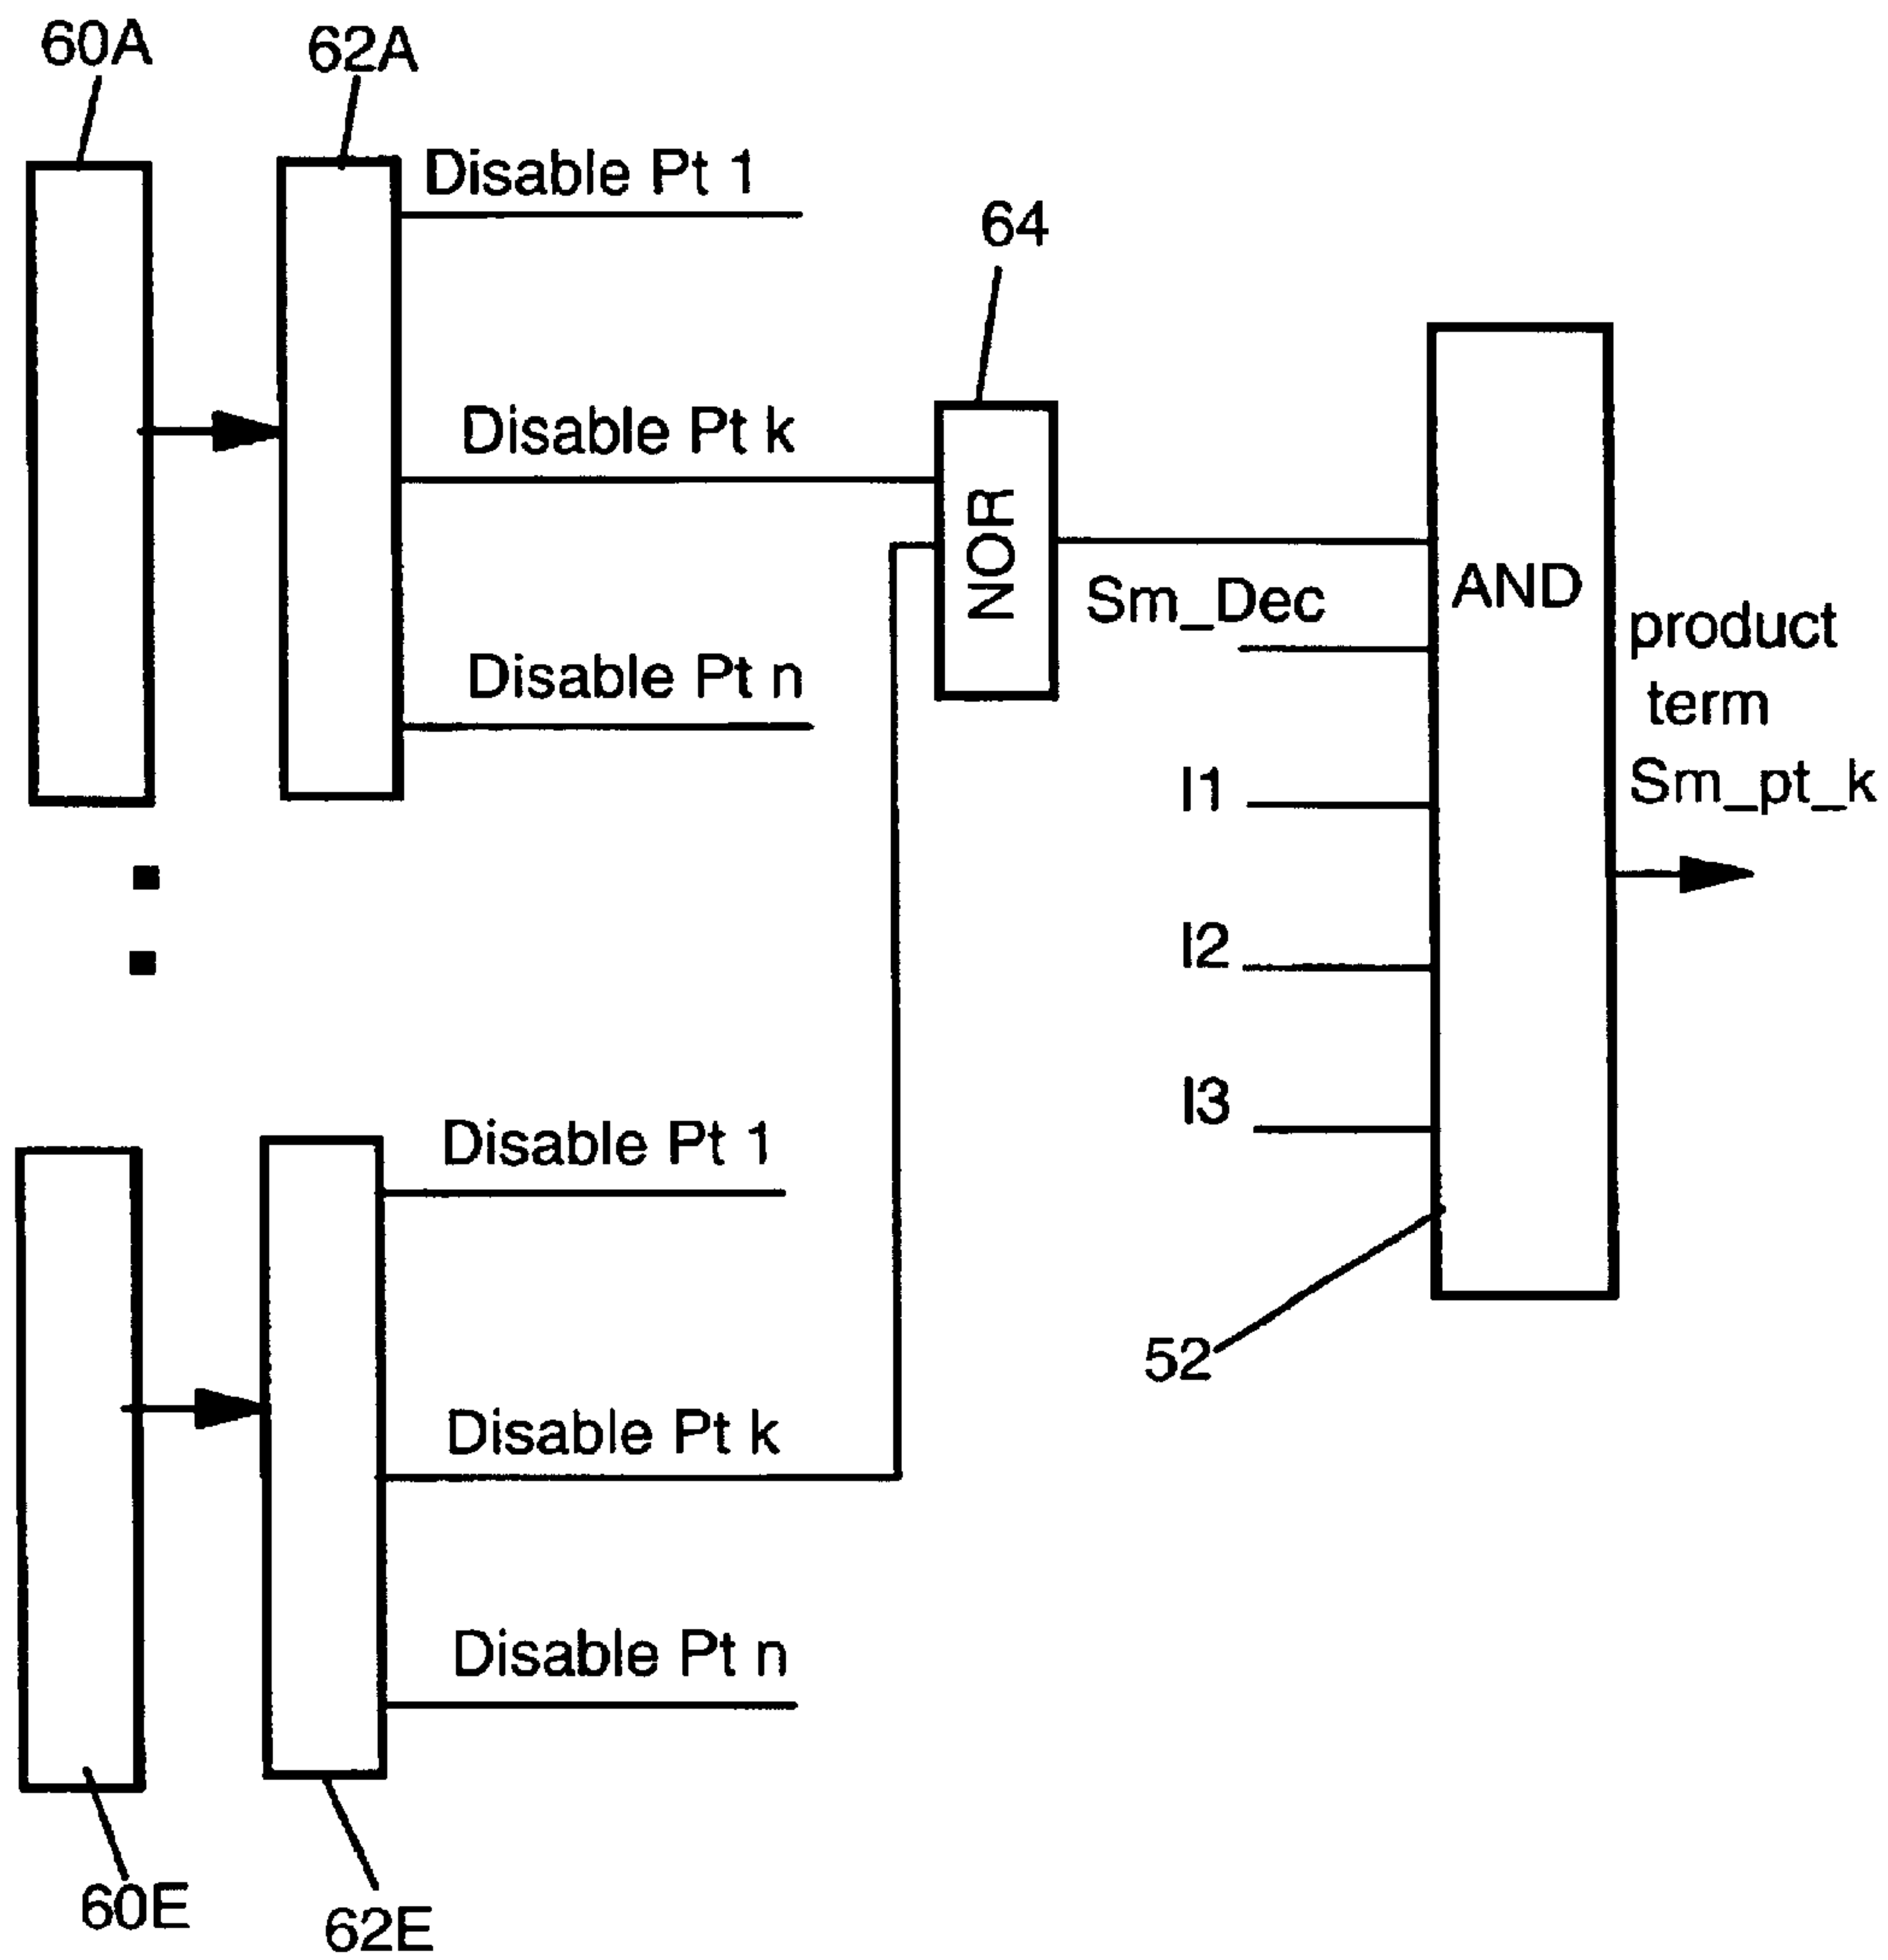 60A
62A
Disable Pt 1
64
Disable Pt k
NOR
Sm_Dec
AND
product
term
Sm_pt_k
Disable Pt n
I1
I2
I3
Disable Pt 1
52
Disable Pt k
Disable Pt n
60E
62E